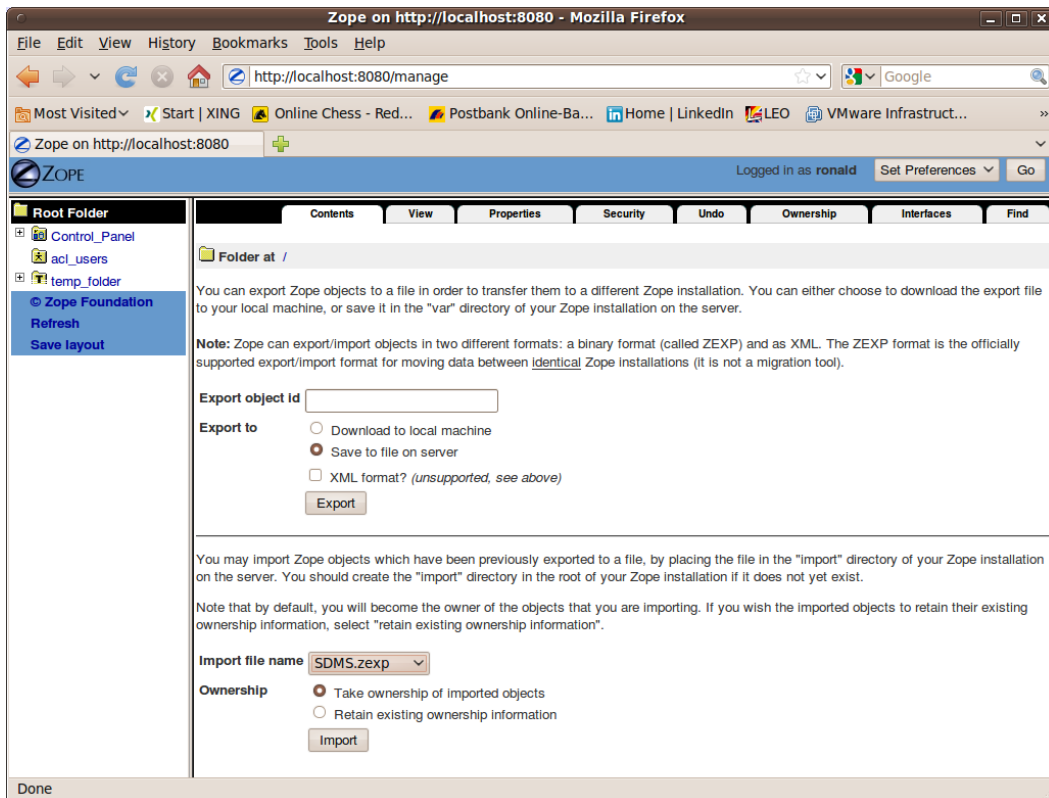 Zope on http://localhost:8080 - Mozilla Firefox
File Edit View History Bookmarks Tools Help
http://localhost:8080/manage
Google
Most Visited Start | XING Online Chess - Red... Postbank Online-Ba... Home | LinkedIn LEO VMware Infrastruct... »
Zope on http://localhost:8080
ZOPE
Logged in as ronald Set Preferences Go
Root Folder
Control_Panel
acl_users
temp_folder
© Zope Foundation
Refresh
Save layout
Contents View Properties Security Undo Ownership Interfaces Find
Folder at /
You can export Zope objects to a file in order to transfer them to a different Zope installation. You can either choose to download the export file
to your local machine, or save it in the "var" directory of your Zope installation on the server.
Note: Zope can export/import objects in two different formats: a binary format (called ZEXP) and as XML. The ZEXP format is the officially
supported export/import format for moving data between identical Zope installations (it is not a migration tool).
Export object id
Export to
Download to local machine
Save to file on server
XML format? (unsupported, see above)
Export
You may import Zope objects which have been previously exported to a file, by placing the file in the "import" directory of your Zope installation
on the server. You should create the "import" directory in the root of your Zope installation if it does not yet exist.
Note that by default, you will become the owner of the objects that you are importing. If you wish the imported objects to retain their existing
ownership information, select "retain existing ownership information".
Import file name SDMS.zexp
Ownership
Take ownership of imported objects
Retain existing ownership information
Import
Done